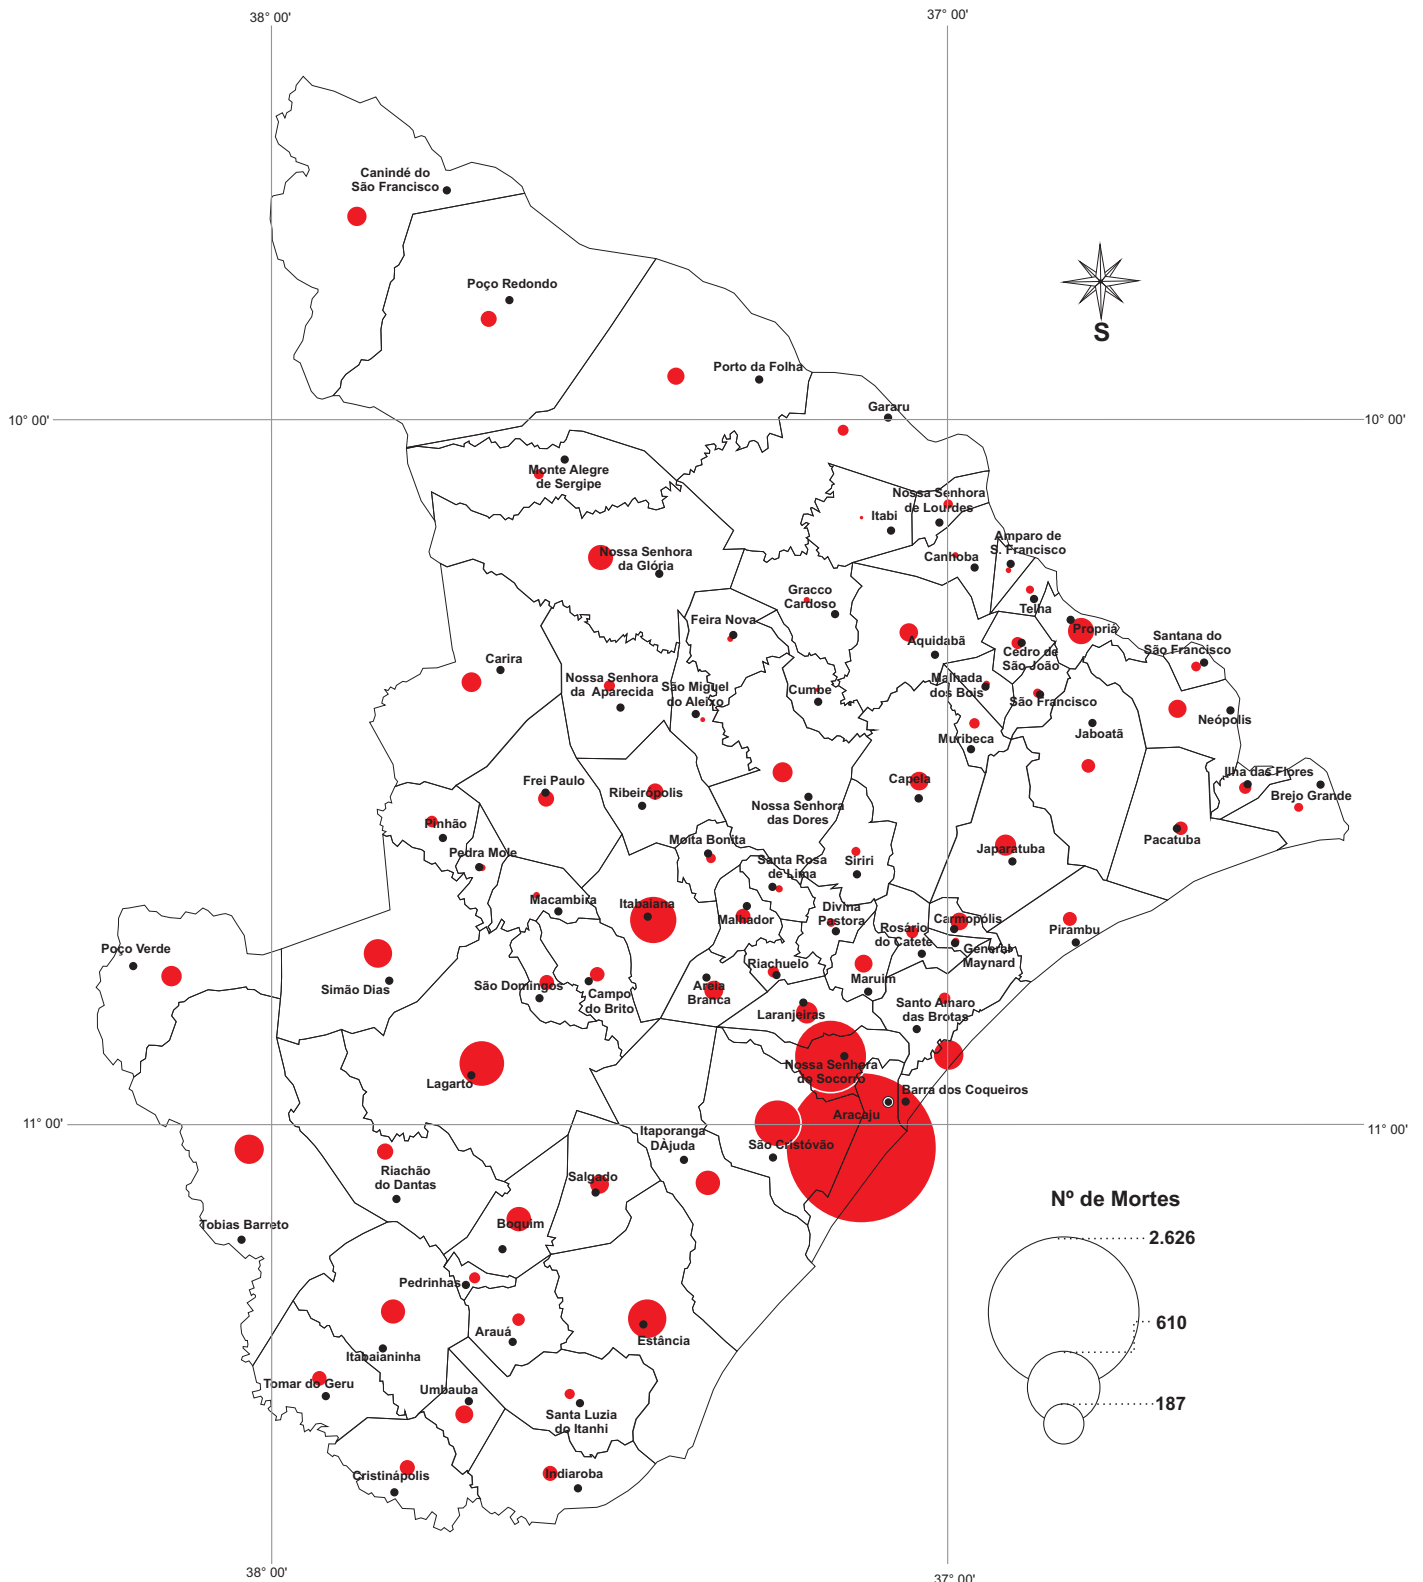 38° 00'
37° 00'
Canindé do
São Francisco
Poço Redondo
S
Porto da Folha
Gararu
10° 00'
10° 00'
Monte Alegre
de Sergipe
Nossa Senhora
de Lourdes
Itabi
Amparo de
S. Francisco
Canhoba
Nossa Senhora
da Glória
Gracco
Cardoso
Telha
Feira Nova
Propriá
Aquidabã
Santana do
São Francisco
Cedro de
São João
Carira
Nossa Senhora
da Aparecida
São Miguel
do Aleixo
Cumbe
Malhada
dos Bois
São Francisco
Neópolis
Jaboatã
Muribeca
Frei Paulo
Ribeirópolis
Capela
Ilha das Flores
Brejo Grande
Nossa Senhora
das Dores
Pinhão
Pedra Mole
Moita Bonita
Santa Rosa
de Lima
Siriri
Japaratuba
Pacatuba
Macambira
Itabaiana
Malhador
Divina
Pastora
Rosário
do Catete
Carmopólis
Pirambu
General
Maynard
Poço Verde
Simão Dias
São Domingos
Campo
do Brito
Areia
Branca
Riachuelo
Maruim
Santo Amaro
das Brotas
Laranjeiras
Nossa Senhora
do Socorro
Lagarto
Barra dos Coqueiros
Aracaju
11° 00'
11° 00'
Itaporanga
DÀjuda
São Cristóvão
Riachão
do Dantas
Salgado
Nº de Mortes
Tobias Barreto
Boquim
2.626
Pedrinhas
610
Arauá
Estância
Itabaianinha
Tomar do Geru
Umbauba
187
Santa Luzia
do Itanhi
Cristinápolis
Indiaroba
38° 00'
37° 00'